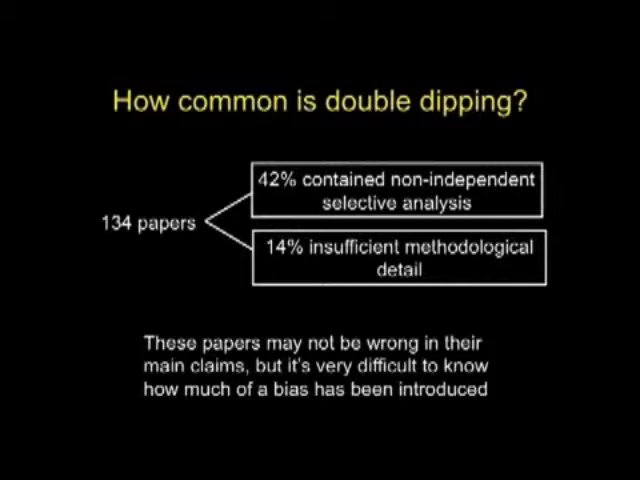 How common is double dipping?
42% contained non-independent
selective analysis
134 papers
14% insufficient methodological
detail
These papers may not be wrong in their
main claims, but it's very difficult to know
how much of a bias has been introduced